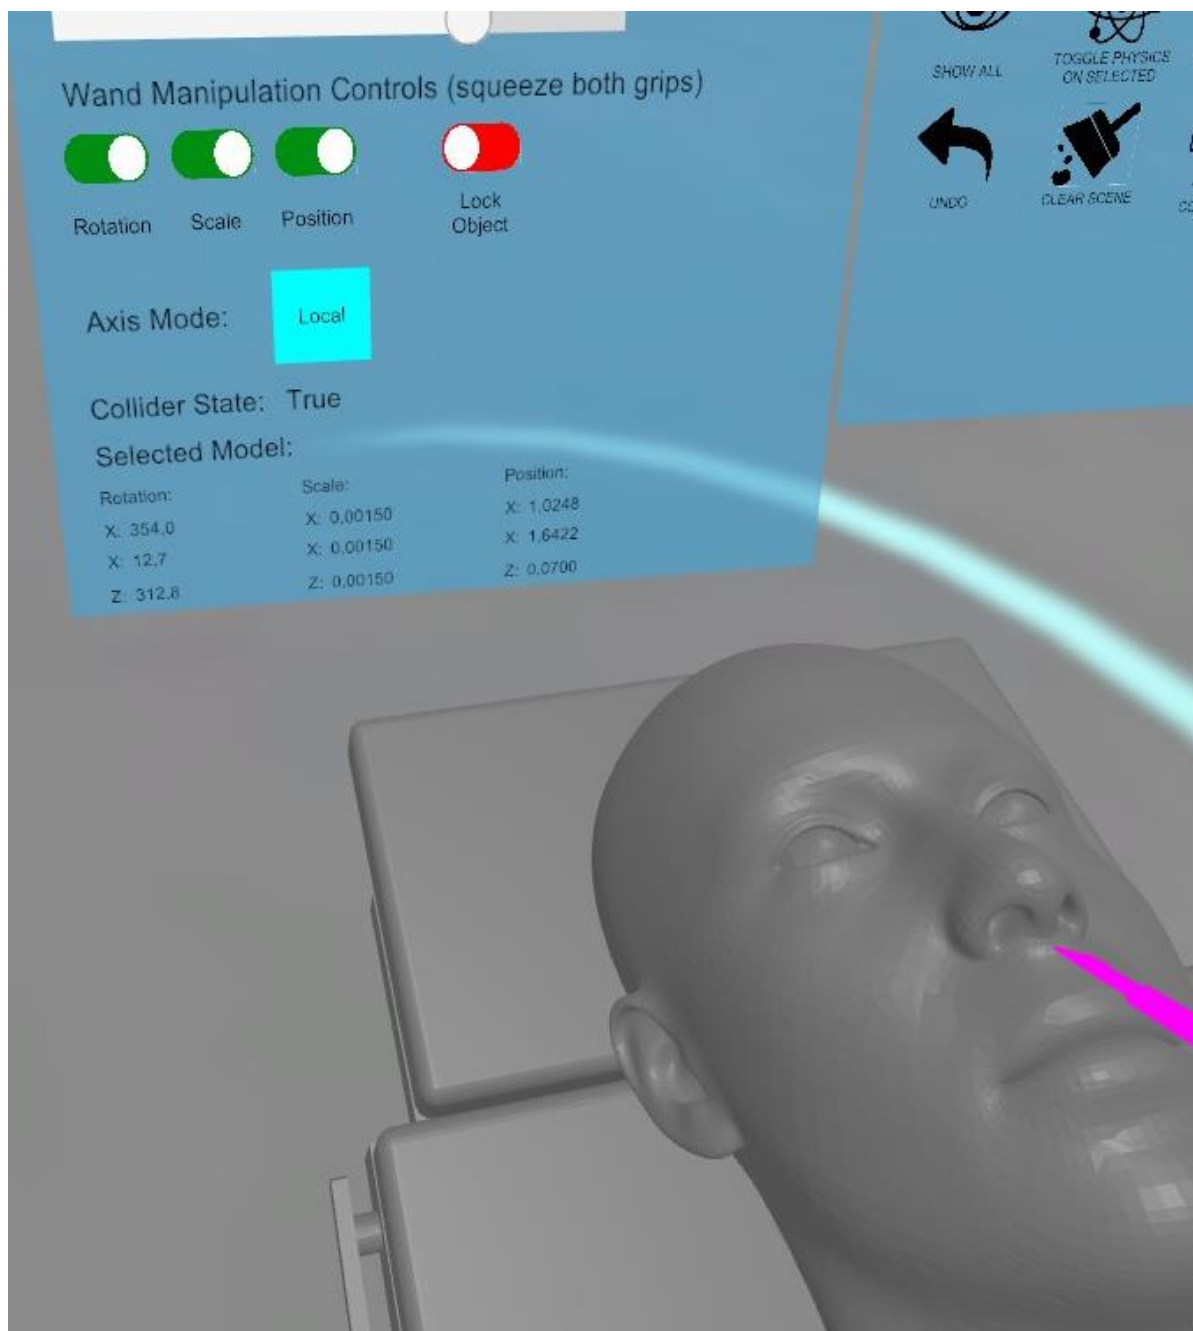 Wand Manipulation Controls (squeeze both grips)
Rotation
Scale
Position
Lock
Object
Axis Mode:
Local
Collider State: True
Selected Model:
Rotation:
X: 354,0
X: 12,7
Z: 312,8
Scale:
X: 0,00150
X: 0,00150
Z: 0,00150
Position:
X: 1,0248
X: 1,6422
Z: 0,0700
SHOW ALL
TOGGLE PHYSICS
ON SELECTED
UNDO
CLEAR SCENE